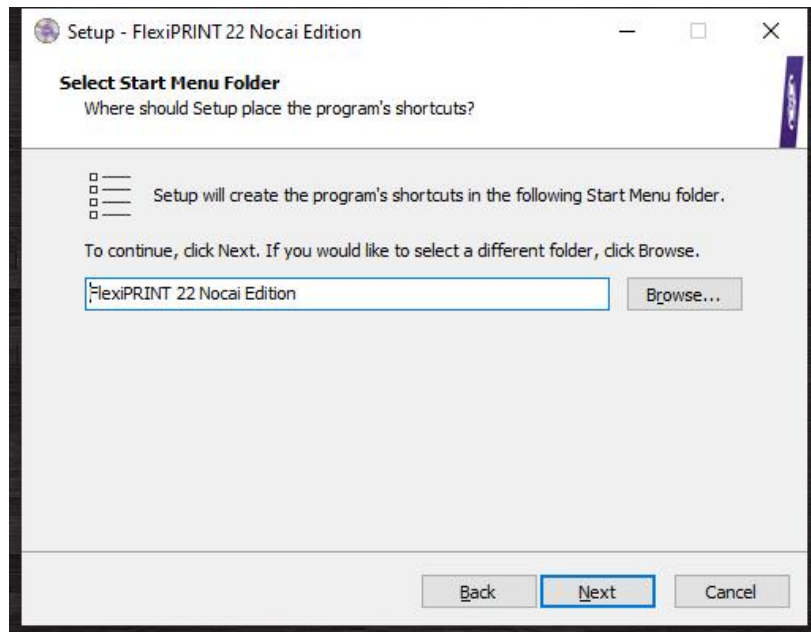 Setup - FlexiPRINT 22 Nocai Edition
Select Start Menu Folder
Where should Setup place the program's shortcuts?
Setup will create the program's shortcuts in the following Start Menu folder.
To continue, click Next. If you would like to select a different folder, click Browse.
FlexiPRINT 22 Nocai Edition
Browse...
Back
Next
Cancel